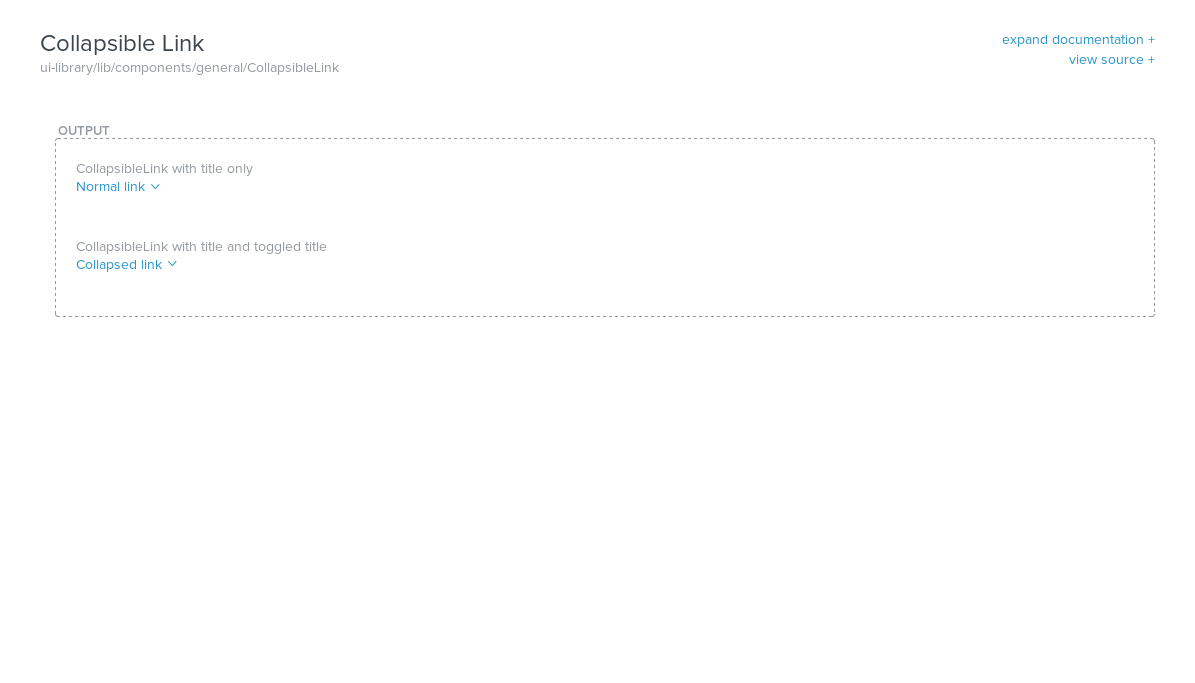 Collapsible Link
ui-library/lib/components/general/CollapsibleLink
expand documentation +
view source +
OUTPUT
CollapsibleLink with title only
Normal link
CollapsibleLink with title and toggled title
Collapsed link